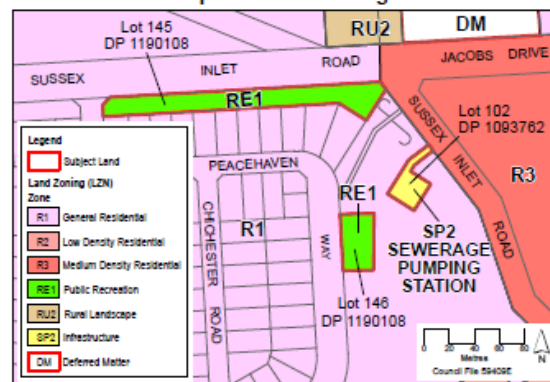 Lot 145
DP 1190108
RU2
DM
SUSSEX INLET ROAD
JACOBS DRIVE
RE1
SUSSEX INLET ROAD
Lot 102
DP 1093762
R3
PEACEHAVEN WAY
RE1
R1
CHICHESTER ROAD
SP2
SEWERAGE
PUMPING
STATION
Lot 146
DP 1190108
Legend
Subject Land
Land Zoning (LZN)
Zone
R1 General Residential
R2 Low Density Residential
R3 Medium Density Residential
RE1 Public Recreation
RU2 Rural Landscape
SP2 Infrastructure
DM Deferred Matter
0 20 40 60 80
Metres
N
Council File 59409E